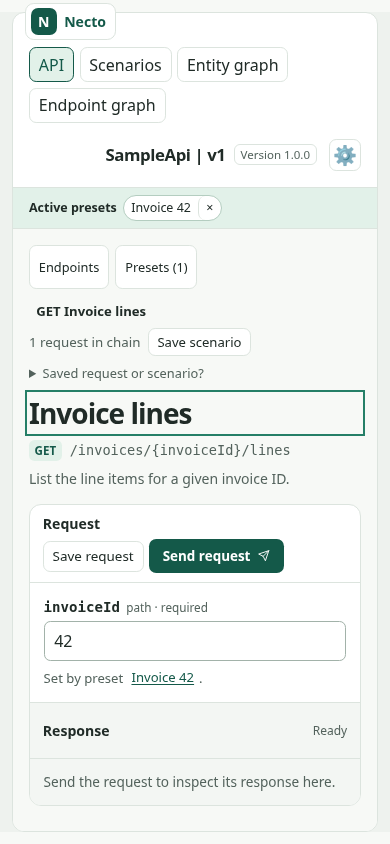 N Necto
API Scenarios Entity graph
Endpoint graph
SampleApi | v1 Version 1.0.0
Active presets Invoice 42 ×
Endpoints Presets (1)
GET Invoice lines
1 request in chain Save scenario
Saved request or scenario?
Invoice lines
GET /invoices/{invoiceId}/lines
List the line items for a given invoice ID.
Request
Save request Send request
invoiceId path · required
42
Set by preset Invoice 42 .
Response Ready
Send the request to inspect its response here.